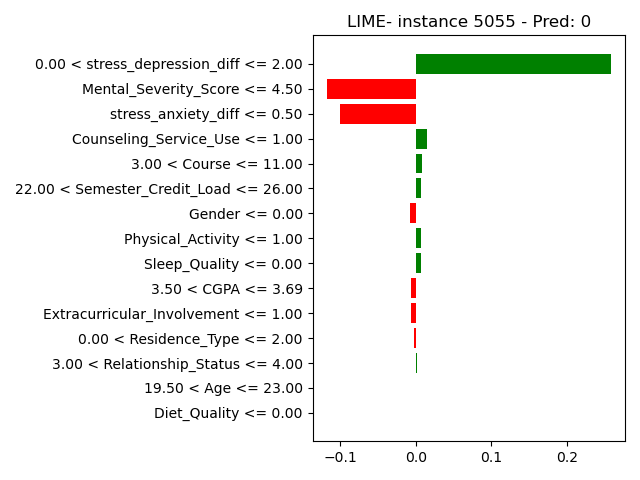 LIME- instance 5055 - Pred: 0
0.00 < stress_depression_diff <= 2.00
Mental_Severity_Score <= 4.50
stress_anxiety_diff <= 0.50
Counseling_Service_Use <= 1.00
3.00 < Course <= 11.00
22.00 < Semester_Credit_Load <= 26.00
Gender <= 0.00
Physical_Activity <= 1.00
Sleep_Quality <= 0.00
3.50 < CGPA <= 3.69
Extracurricular_Involvement <= 1.00
0.00 < Residence_Type <= 2.00
3.00 < Relationship_Status <= 4.00
19.50 < Age <= 23.00
Diet_Quality <= 0.00
−0.1 0.0 0.1 0.2